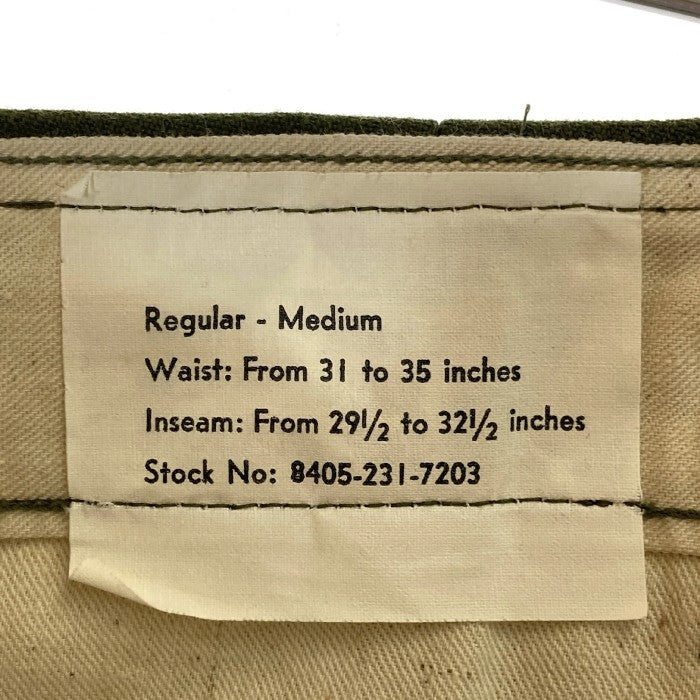 Regular - Medium
Waist: From 31 to 35 inches
Inseam: From 29½ to 32½ inches
Stock No: 8405-231-7203